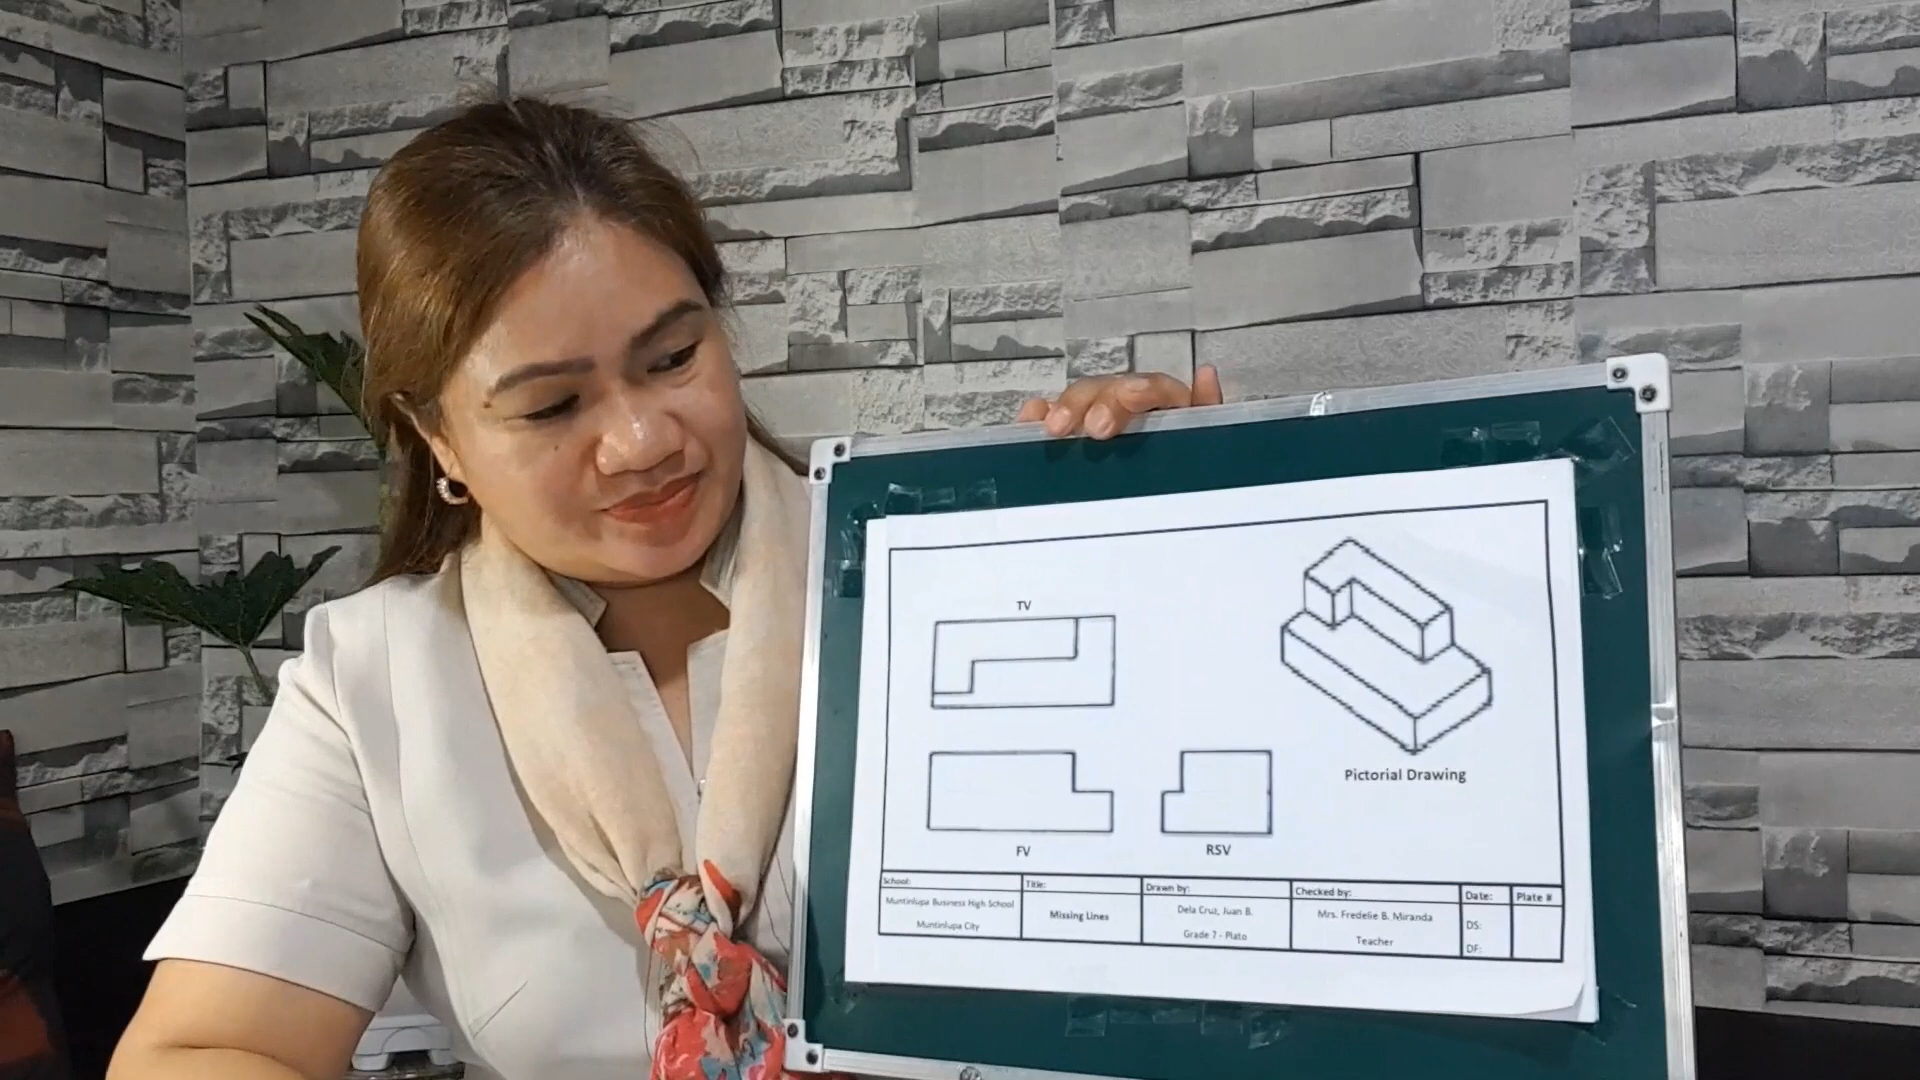 TV
Pictorial Drawing
FV
RSV
School:
Muntinlupa Business High School
Muntinlupa City
Title:
Missing Lines
Drawn by:
Dela Cruz, Juan B.
Grade 7 - Plato
Checked by:
Mrs. Fredelie B. Miranda
Teacher
Date:
DS:
DF:
Plate #